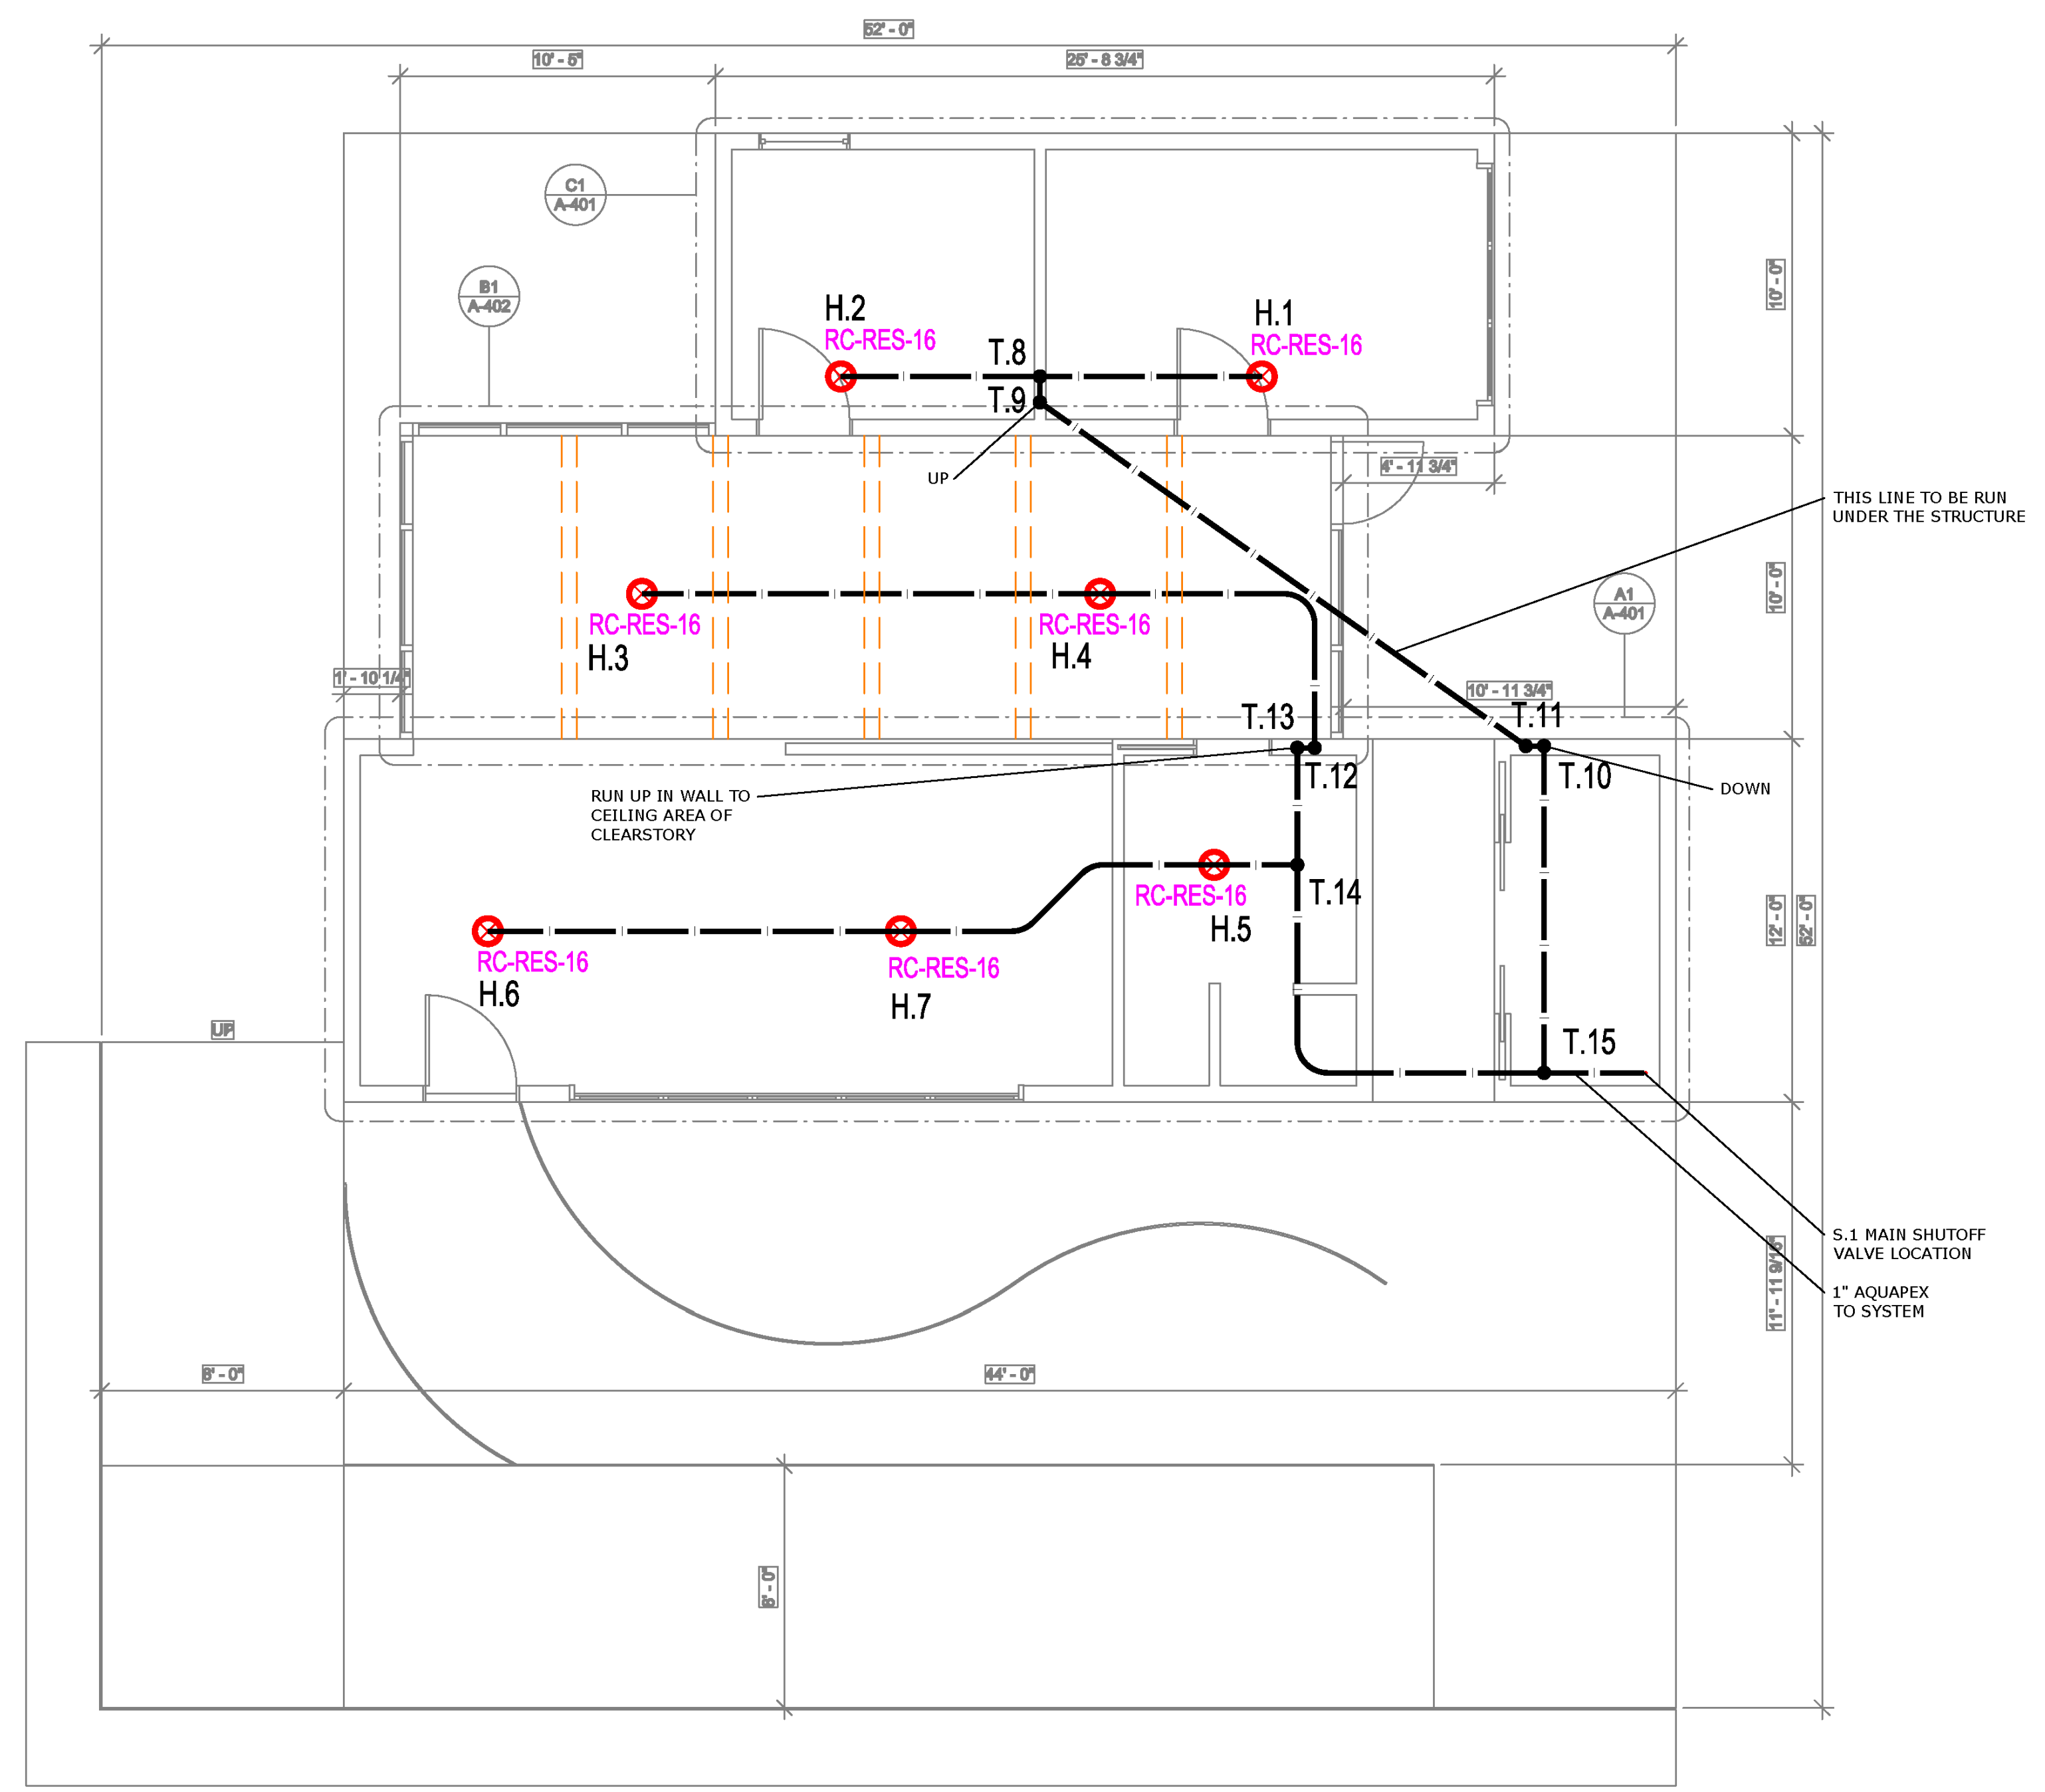 52' - 0"
10' - 5"
25' - 8 3/4"
C1
A-401
B1
A-402
10' - 0"
H.2
RC-RES-16
H.1
RC-RES-16
T.8
T.9
UP
4' - 11 3/4"
THIS LINE TO BE RUN
UNDER THE STRUCTURE
10' - 0"
A1
A-401
RC-RES-16
H.3
RC-RES-16
H.4
1' - 10 1/4"
10' - 11 3/4"
T.13
T.11
T.12
T.10
DOWN
RUN UP IN WALL TO
CEILING AREA OF
CLEARSTORY
RC-RES-16
H.5
T.14
12' - 0"
52' - 0"
RC-RES-16
H.6
RC-RES-16
H.7
UP
T.15
S.1 MAIN SHUTOFF
VALVE LOCATION
11' - 11 9/16"
1" AQUAPEX
TO SYSTEM
8' - 0"
44' - 0"
8' - 0"